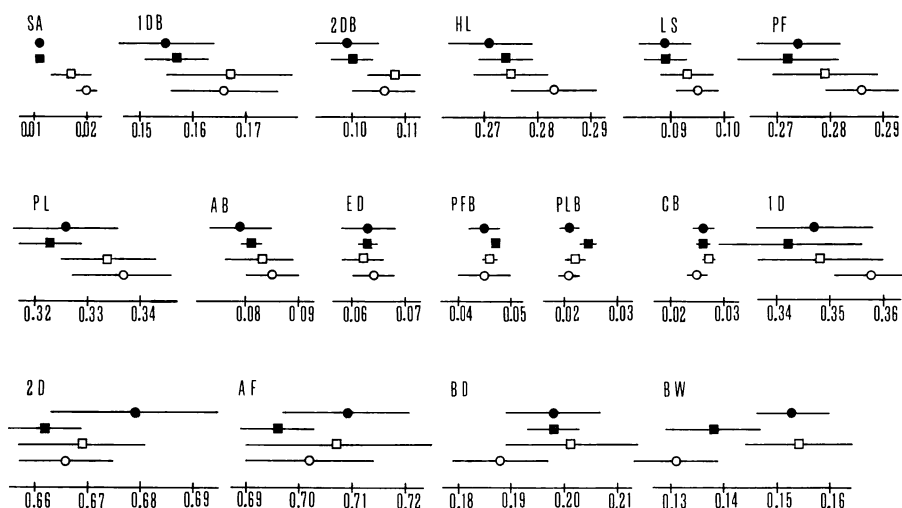 SA 1DB 2DB HL LS PF
0.01 0.02 0.15 0.16 0.17 0.10 0.11 0.27 0.28 0.29 0.09 0.10 0.27 0.28 0.29
PL AB ED PFB PLB CB 1D
0.32 0.33 0.34 0.08 0.09 0.06 0.07 0.04 0.05 0.02 0.03 0.02 0.03 0.34 0.35 0.36
2D AF BD BW
0.66 0.67 0.68 0.69 0.69 0.70 0.71 0.72 0.18 0.19 0.20 0.21 0.13 0.14 0.15 0.16